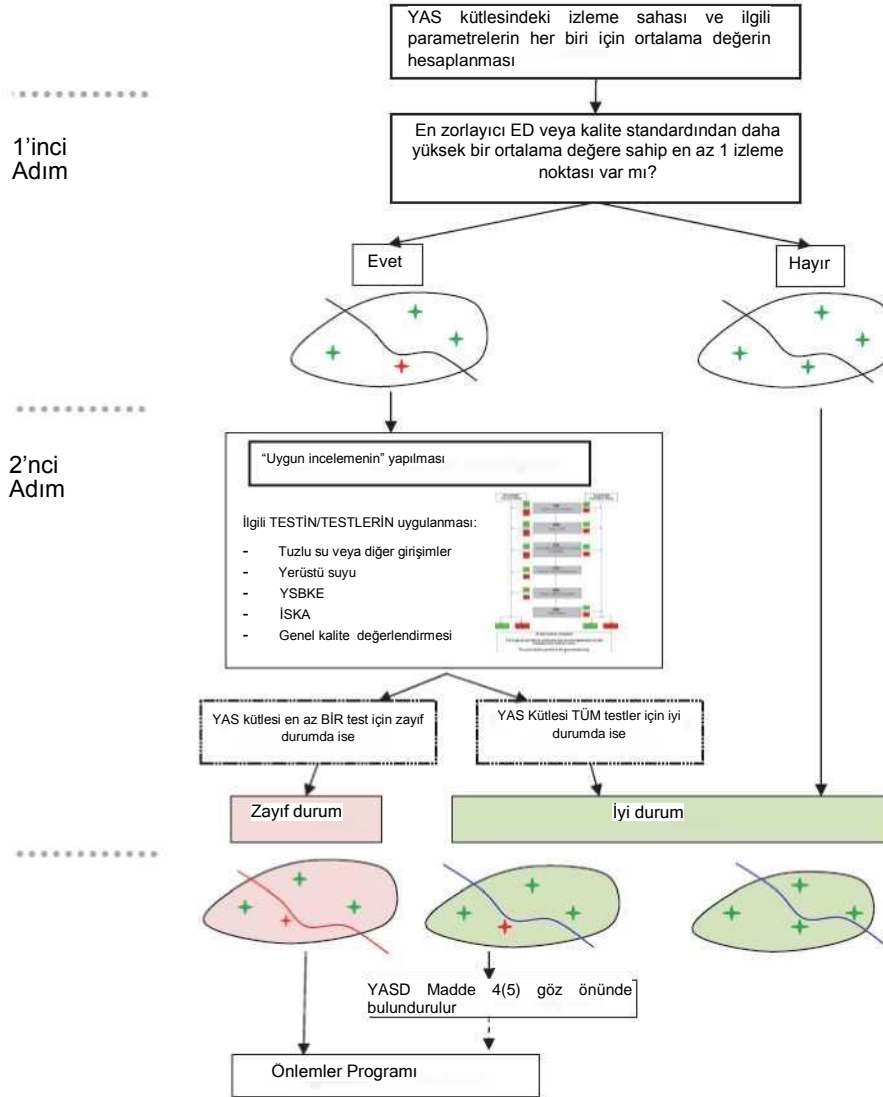 YAS kütlesindeki izleme sahası ve ilgili
parametrelerin her biri için ortalama değerin
hesaplanması
1’inci
Adım
En zorlayıcı ED veya kalite standardından daha
yüksek bir ortalama değere sahip en az 1 izleme
noktası var mı?
Evet
Hayır
2’nci
Adım
“Uygun incelemenin” yapılması
İlgili TESTİN/TESTLERİN uygulanması:
- Tuzlu su veya diğer girişimler
- Yerüstü suyu
- YSBKE
- İSKA
- Genel kalite değerlendirmesi
YAS kütlesi en az BİR test için zayıf
durumda ise
YAS Kütlesi TÜM testler için iyi
durumda ise
Zayıf durum
İyi durum
YASD Madde 4(5) göz önünde
bulundurulur
Önlemler Programı